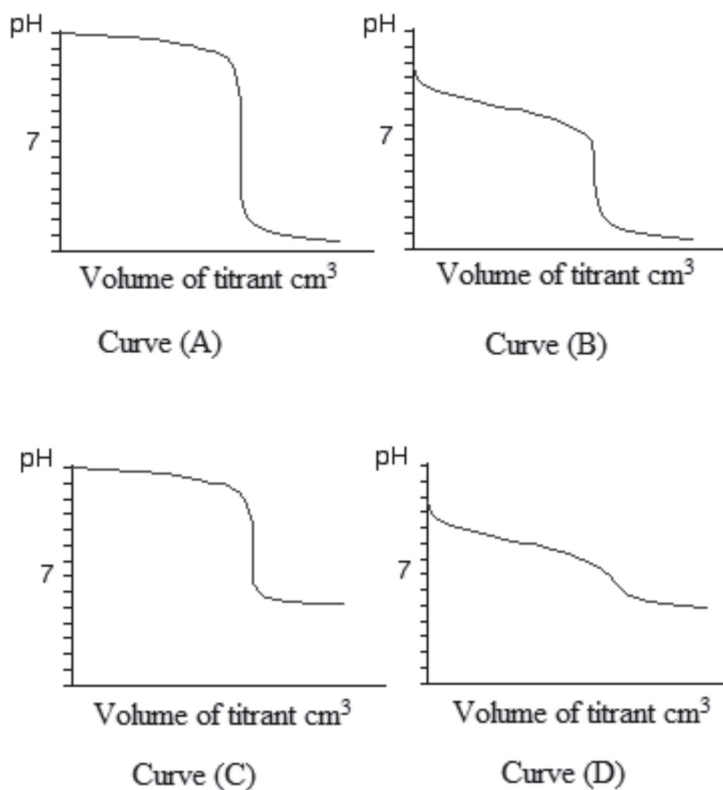 pH
7
Volume of titrant cm³
Curve (A)
pH
7
Volume of titrant cm³
Curve (B)
pH
7
Volume of titrant cm³
Curve (C)
pH
7
Volume of titrant cm³
Curve (D)